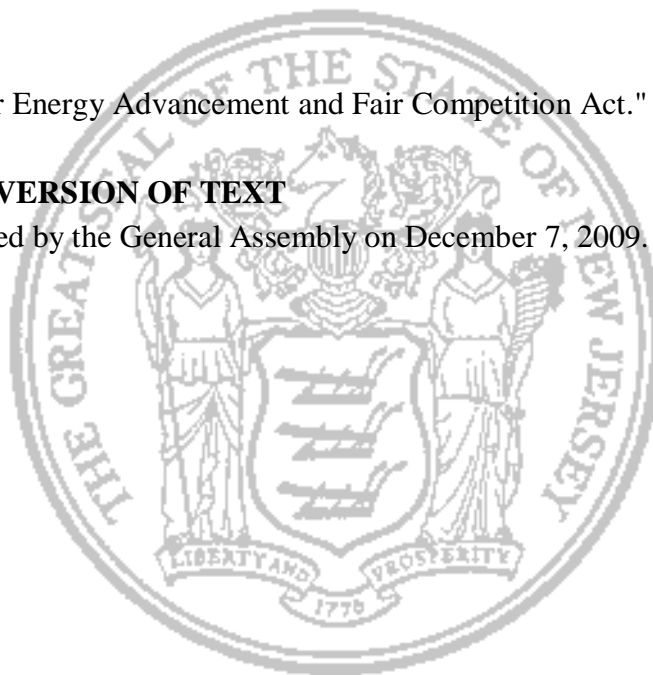 r Energy Advancement and Fair Competition Act."
VERSION OF TEXT
ed by the General Assembly on December 7, 2009.
THE GREAT SEAL OF THE STATE OF NEW JERSEY
LIBERTY AND PROSPERITY
1776